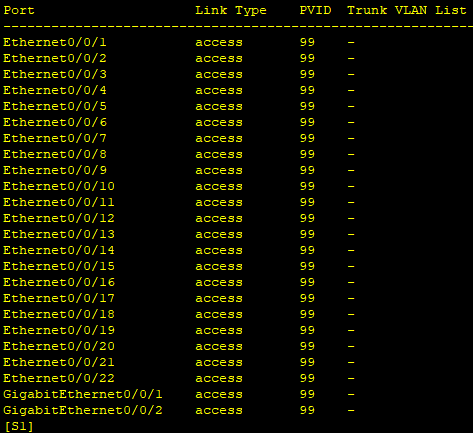 Port Link Type PVID Trunk VLAN List
-------------------------------------------------------------------------------
Ethernet0/0/1 access 99 -
Ethernet0/0/2 access 99 -
Ethernet0/0/3 access 99 -
Ethernet0/0/4 access 99 -
Ethernet0/0/5 access 99 -
Ethernet0/0/6 access 99 -
Ethernet0/0/7 access 99 -
Ethernet0/0/8 access 99 -
Ethernet0/0/9 access 99 -
Ethernet0/0/10 access 99 -
Ethernet0/0/11 access 99 -
Ethernet0/0/12 access 99 -
Ethernet0/0/13 access 99 -
Ethernet0/0/14 access 99 -
Ethernet0/0/15 access 99 -
Ethernet0/0/16 access 99 -
Ethernet0/0/17 access 99 -
Ethernet0/0/18 access 99 -
Ethernet0/0/19 access 99 -
Ethernet0/0/20 access 99 -
Ethernet0/0/21 access 99 -
Ethernet0/0/22 access 99 -
GigabitEthernet0/0/1 access 99 -
GigabitEthernet0/0/2 access 99 -
[S1]